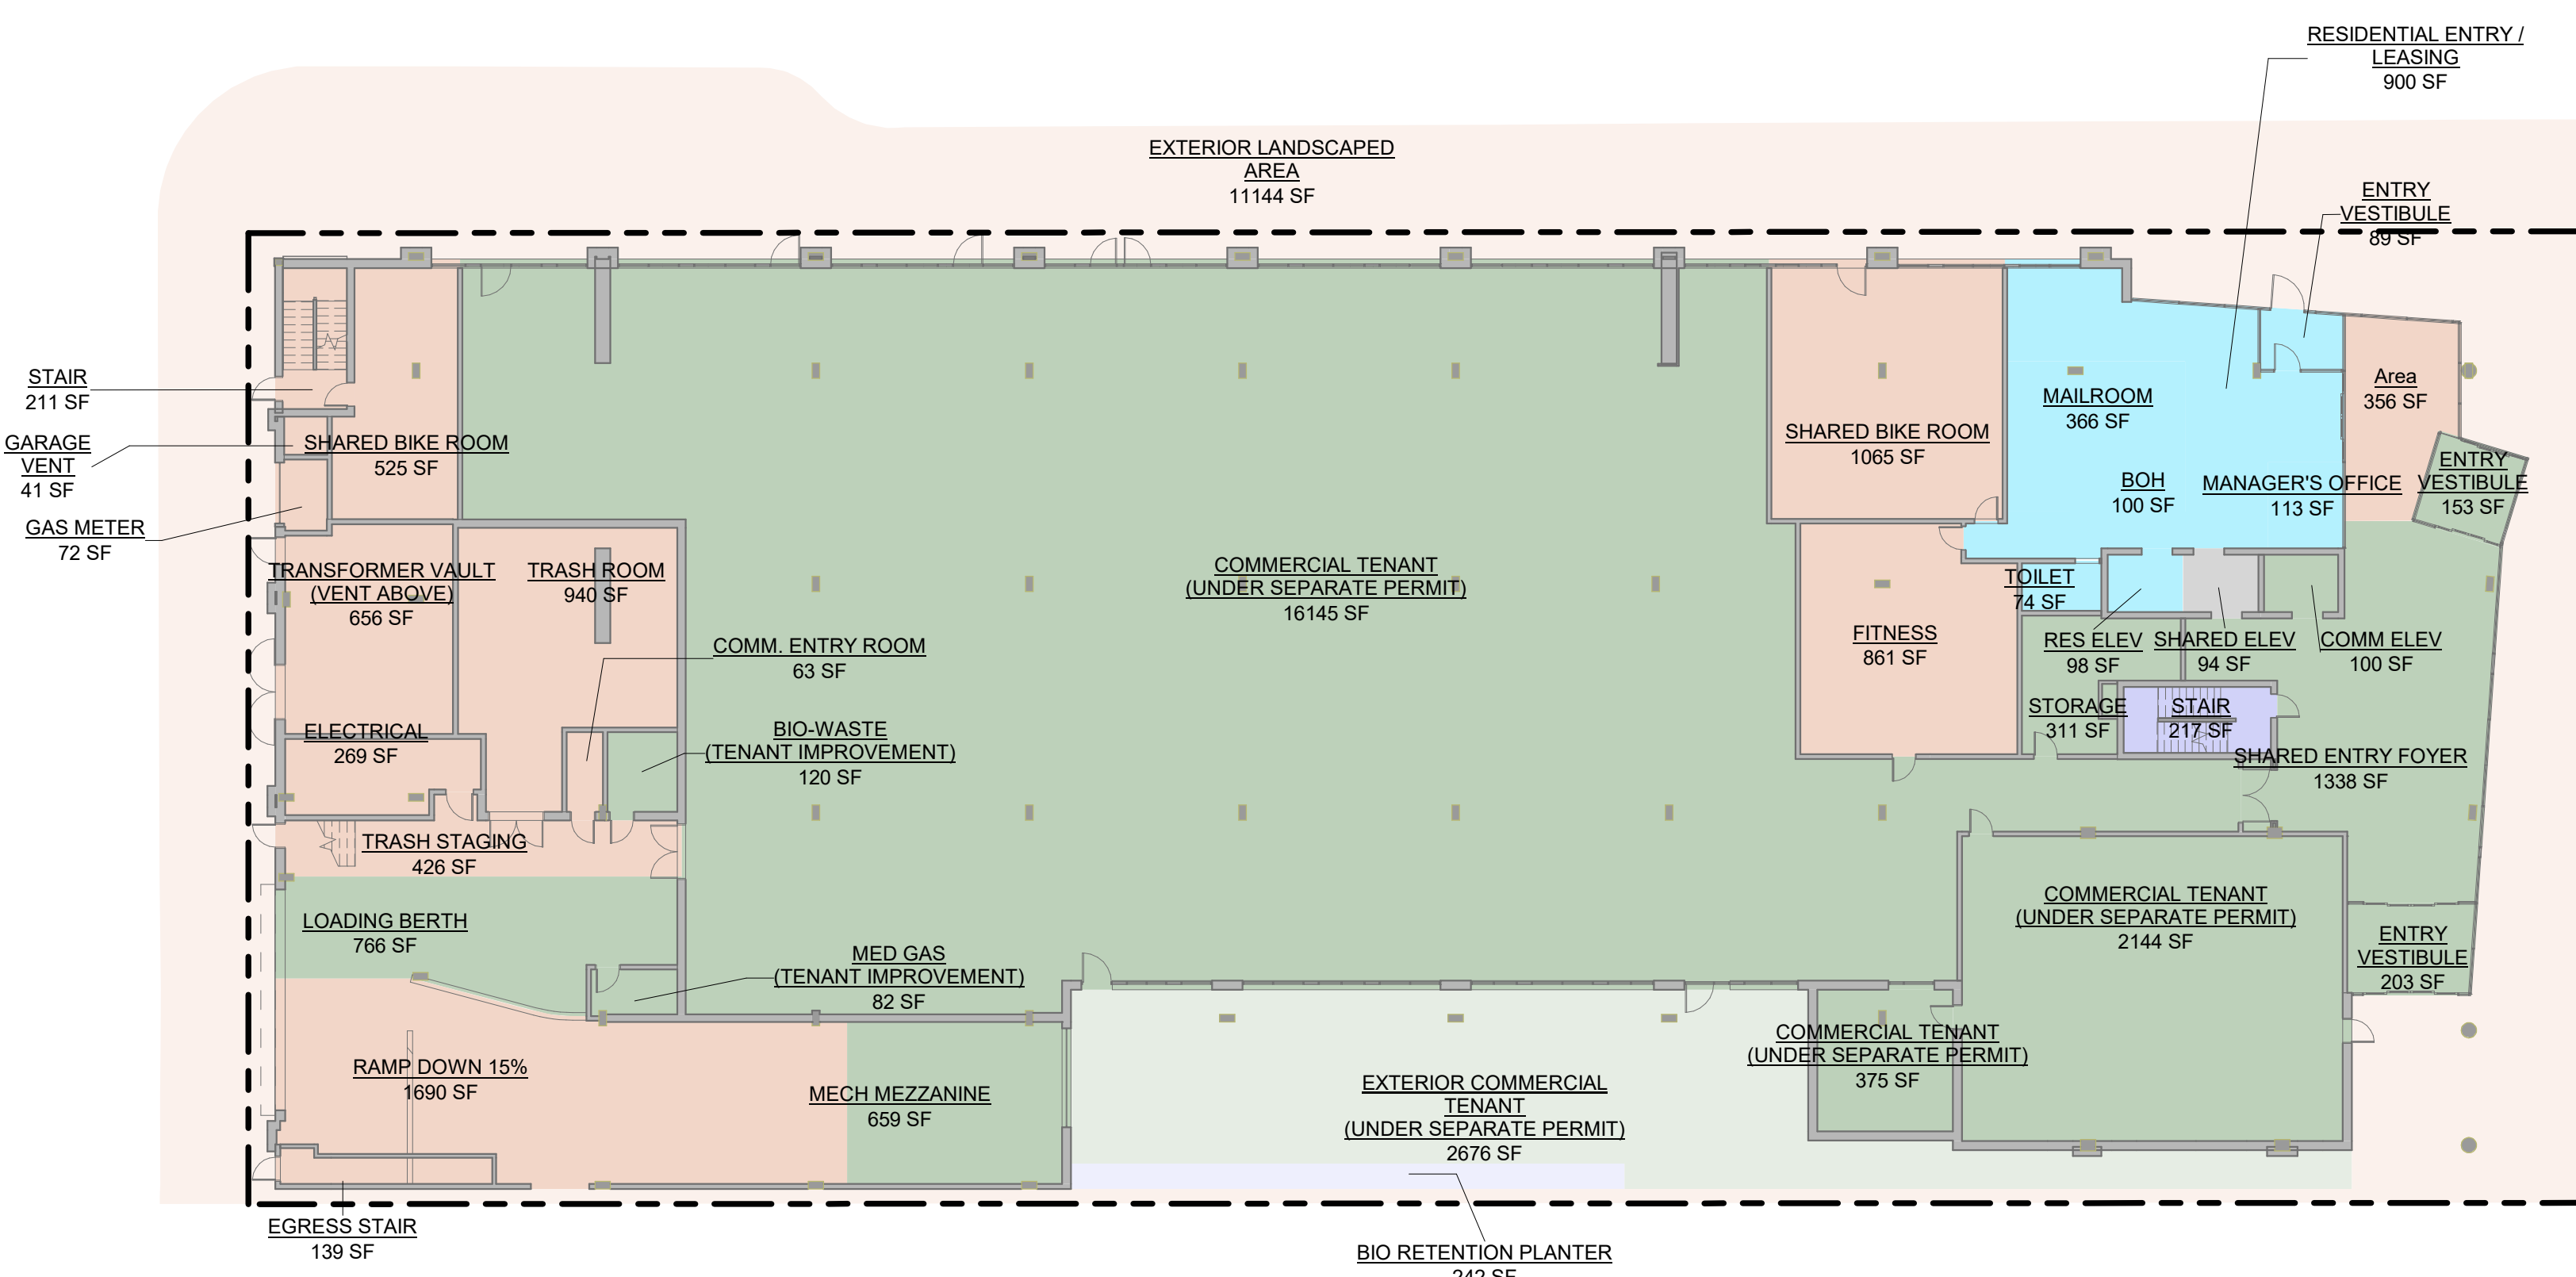 RESIDENTIAL ENTRY /
LEASING
900 SF
EXTERIOR LANDSCAPED
AREA
11144 SF
ENTRY
VESTIBULE
89 SF
STAIR
211 SF
GARAGE
VENT
41 SF
GAS METER
72 SF
SHARED BIKE ROOM
525 SF
TRANSFORMER VAULT
(VENT ABOVE)
656 SF
TRASH ROOM
940 SF
COMM. ENTRY ROOM
63 SF
ELECTRICAL
269 SF
BIO-WASTE
(TENANT IMPROVEMENT)
120 SF
TRASH STAGING
426 SF
LOADING BERTH
766 SF
MED GAS
(TENANT IMPROVEMENT)
82 SF
RAMP DOWN 15%
1690 SF
MECH MEZZANINE
659 SF
EGRESS STAIR
139 SF
COMMERCIAL TENANT
(UNDER SEPARATE PERMIT)
16145 SF
SHARED BIKE ROOM
1065 SF
MAILROOM
366 SF
Area
356 SF
BOH
100 SF
MANAGER'S OFFICE
113 SF
ENTRY
VESTIBULE
153 SF
FITNESS
861 SF
TOILET
74 SF
RES ELEV
98 SF
SHARED ELEV
94 SF
COMM ELEV
100 SF
STORAGE
311 SF
STAIR
217 SF
SHARED ENTRY FOYER
1338 SF
COMMERCIAL TENANT
(UNDER SEPARATE PERMIT)
2144 SF
ENTRY
VESTIBULE
203 SF
COMMERCIAL TENANT
(UNDER SEPARATE PERMIT)
375 SF
EXTERIOR COMMERCIAL
TENANT
(UNDER SEPARATE PERMIT)
2676 SF
BIO RETENTION PLANTER
242 SF